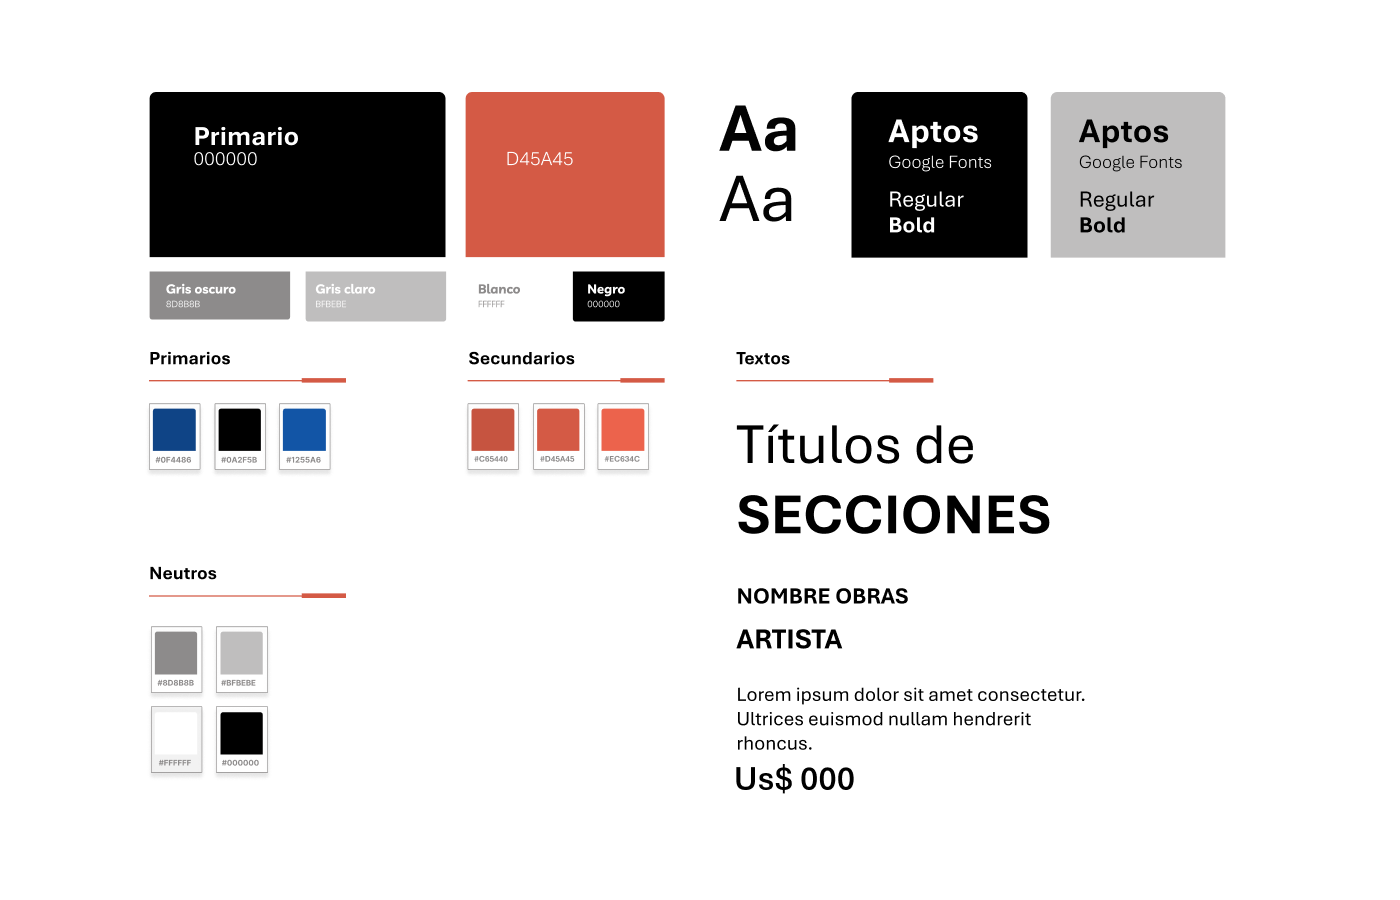 Primario
000000
D45A45
Aa
Aa
Aptos
Google Fonts
Regular
Bold
Aptos
Google Fonts
Regular
Bold
Gris oscuro
8D8B8B
Gris claro
BFBEBE
Blanco
FFFFFF
Negro
000000
Primarios
#0F4486
#0A2F5B
#1255A6
Secundarios
#C65440
#D45A45
#EC634C
Neutros
#8D8B8B
#BFBEBE
#FFFFFF
#000000
Textos
Títulos de
SECCIONES
NOMBRE OBRAS
ARTISTA
Lorem ipsum dolor sit amet consectetur.
Ultrices euismod nullam hendrerit
rhoncus.
Us$ 000